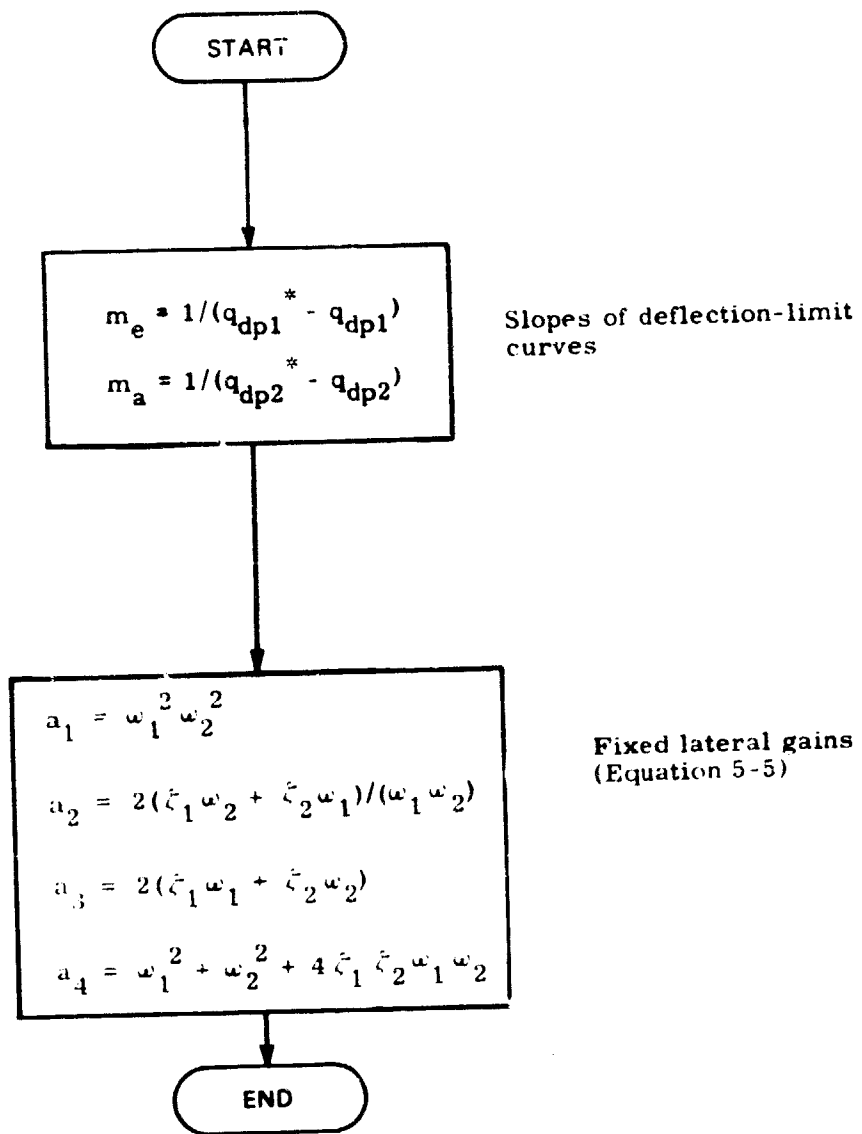 START
m_e = 1/(q_dp1^* - q_dp1)
m_a = 1/(q_dp2^* - q_dp2)
Slopes of deflection-limit
curves
a_1 = ω_1^2 ω_2^2
a_2 = 2(ζ_1 ω_2 + ζ_2 ω_1)/(ω_1 ω_2)
a_3 = 2(ζ_1 ω_1 + ζ_2 ω_2)
a_4 = ω_1^2 + ω_2^2 + 4 ζ_1 ζ_2 ω_1 ω_2
Fixed lateral gains
(Equation 5-5)
END